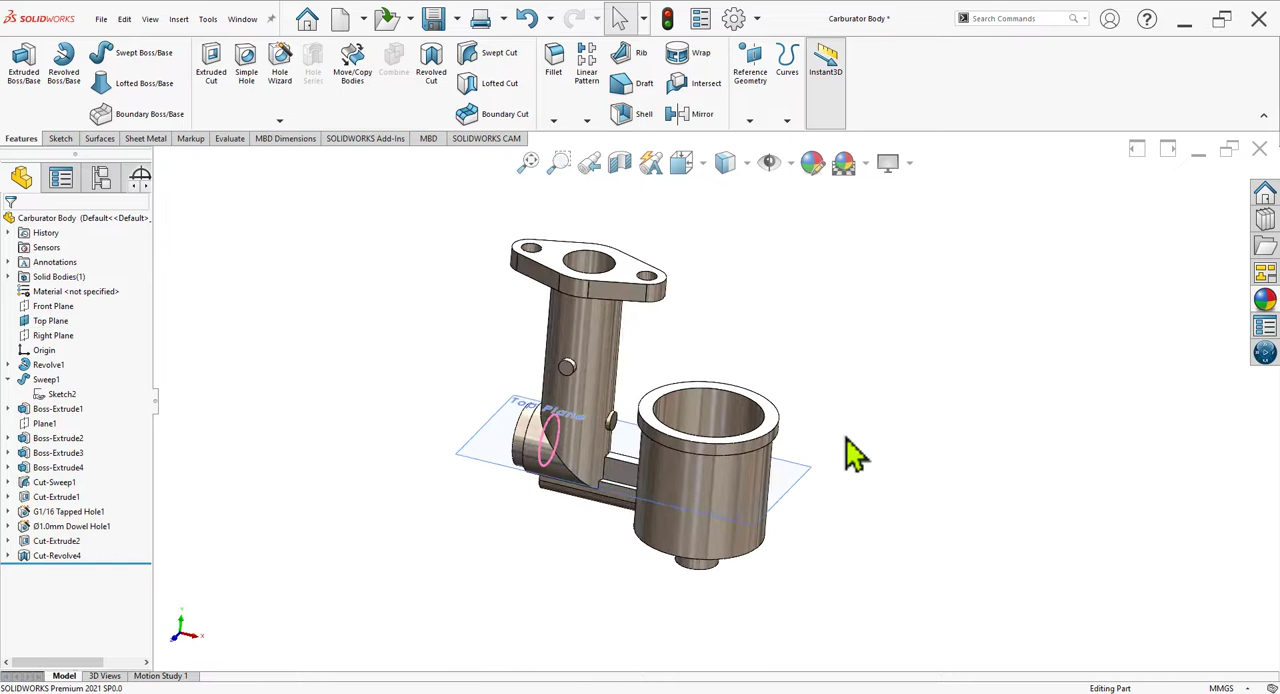 SOLIDWORKS File Edit View Insert Tools Window Carburator Body * Search Commands
Extruded Boss/Base
Revolved Boss/Base
Swept Boss/Base
Lofted Boss/Base
Boundary Boss/Base
Extruded Cut
Simple Hole
Hole Wizard
Hole Series
Move/Copy Bodies
Combine
Revolved Cut
Swept Cut
Lofted Cut
Boundary Cut
Fillet
Linear Pattern
Rib
Draft
Shell
Wrap
Intersect
Mirror
Reference Geometry
Curves
Instant3D
Features Sketch Surfaces Sheet Metal Markup Evaluate MBD Dimensions SOLIDWORKS Add-Ins MBD SOLIDWORKS CAM
Carburator Body (Default<<Default>_
History
Sensors
Annotations
Solid Bodies(1)
Material <not specified>
Front Plane
Top Plane
Right Plane
Origin
Revolve1
Sweep1
Sketch2
Boss-Extrude1
Plane1
Boss-Extrude2
Boss-Extrude3
Boss-Extrude4
Cut-Sweep1
Cut-Extrude1
G1/16 Tapped Hole1
Ø1.0mm Dowel Hole1
Cut-Extrude2
Cut-Revolve4
Top Plane
Y
X
Z
Model 3D Views Motion Study 1
SOLIDWORKS Premium 2021 SP0.0 Editing Part MMGS